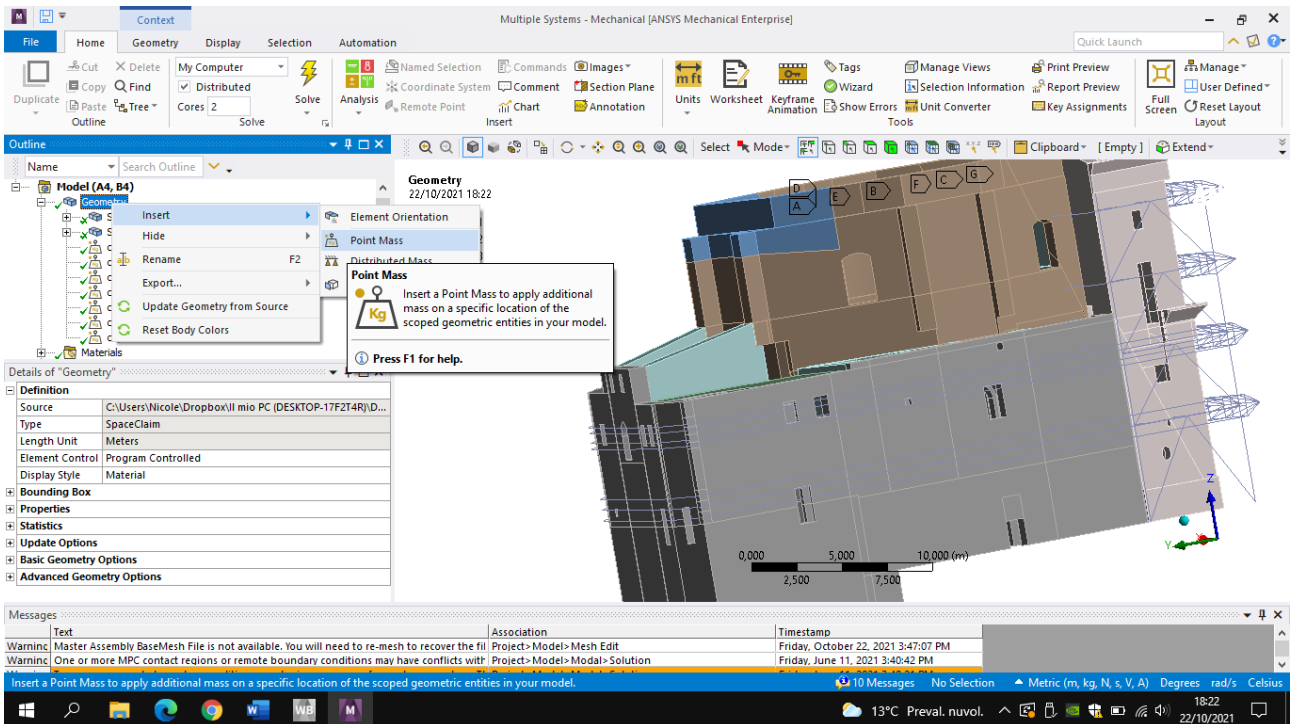 M
Context
Multiple Systems - Mechanical [ANSYS Mechanical Enterprise]
File Home Geometry Display Selection Automation
Quick Launch
Duplicate
Cut Delete
Copy Find
Paste Tree
Outline
My Computer
Distributed
Cores 2
Solve
Solve
Analysis
Named Selection Commands Images
Coordinate System Comment Section Plane
Remote Point Chart Annotation
Insert
Units Worksheet Keyframe Animation
Tags Manage Views Print Preview
Wizard Selection Information Report Preview
Show Errors Unit Converter Key Assignments
Tools
Full Screen
Manage
User Defined
Reset Layout
Layout
Outline
Select Mode Clipboard [ Empty ] Extend
Name Search Outline
Model (A4, B4)
Geometry
Insert
Hide
Rename F2
Export...
Update Geometry from Source
Reset Body Colors
Materials
Element Orientation
Point Mass
Distributed Mass
Point Mass
Kg
Insert a Point Mass to apply additional
mass on a specific location of the
scoped geometric entities in your model.
Press F1 for help.
Geometry
22/10/2021 18:22
D
A
E
B
F
C
G
Details of "Geometry"
Definition
Source C:\Users\Nicole\Dropbox\Il mio PC (DESKTOP-17F2T4R)\D...
Type SpaceClaim
Length Unit Meters
Element Control Program Controlled
Display Style Material
Bounding Box
Properties
Statistics
Update Options
Basic Geometry Options
Advanced Geometry Options
Z
Y
0,000 5,000 10,000 (m)
2,500 7,500
Messages
Text Association Timestamp
Warning Master Assembly BaseMesh File is not available. You will need to re-mesh to recover the fil Project>Model>Mesh Edit Friday, October 22, 2021 3:47:07 PM
Warning One or more MPC contact regions or remote boundary conditions may have conflicts with Project>Model>Modal>Solution Friday, June 11, 2021 3:40:42 PM
Insert a Point Mass to apply additional mass on a specific location of the scoped geometric entities in your model. 10 Messages No Selection Metric (m, kg, N, s, V, A) Degrees rad/s Celsius
13°C Preval. nuvol.
18:22
22/10/2021